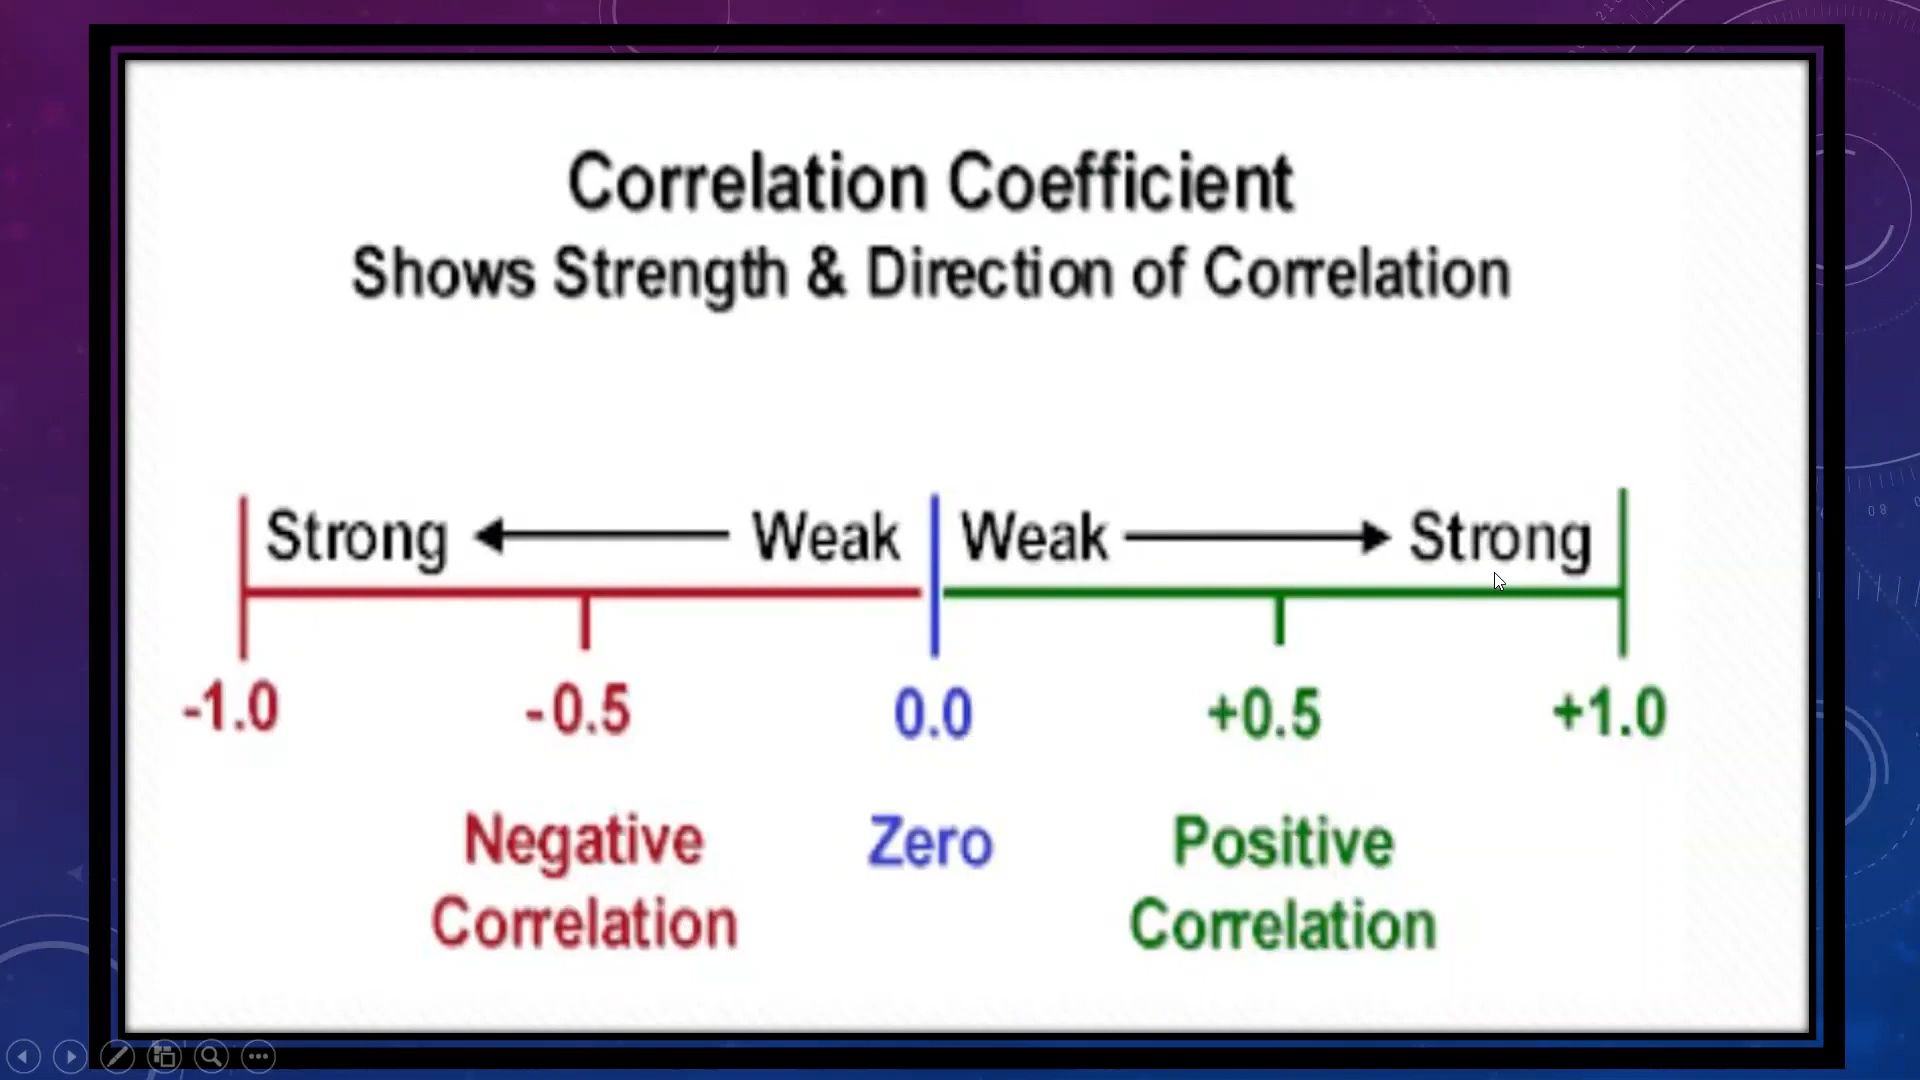 Correlation Coefficient
Shows Strength & Direction of Correlation
Strong Weak Weak Strong
-1.0 -0.5 0.0 +0.5 +1.0
Negative Correlation
Zero
Positive Correlation
08